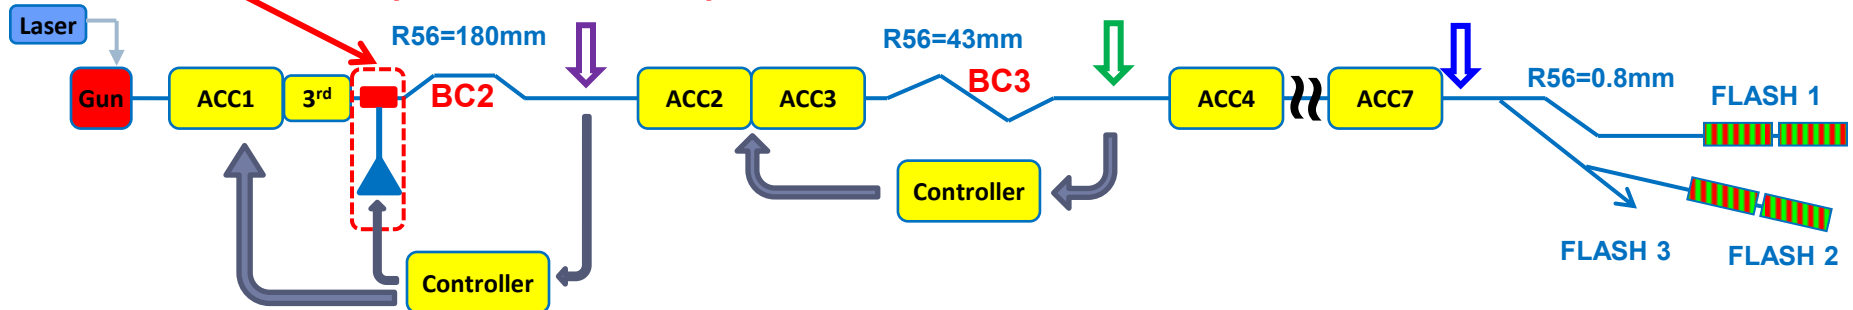 Laser
R56=180mm
R56=43mm
R56=0.8mm
Gun
ACC1
3rd
BC2
ACC2
ACC3
BC3
ACC4
ACC7
FLASH 1
Controller
Controller
FLASH 3
FLASH 2